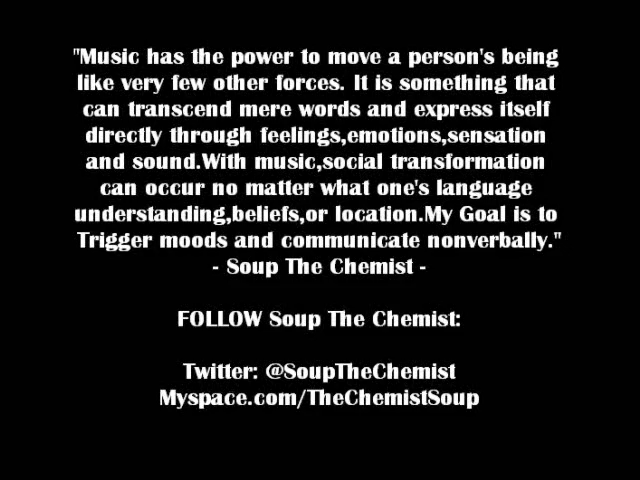 "Music has the power to move a person's being
like very few other forces. It is something that
can transcend mere words and express itself
directly through feelings,emotions,sensation
and sound.With music,social transformation
can occur no matter what one's language
understanding,beliefs,or location.My Goal is to
Trigger moods and communicate nonverbally."
- Soup The Chemist -
FOLLOW Soup The Chemist:
Twitter: @SoupTheChemist
Myspace.com/TheChemistSoup